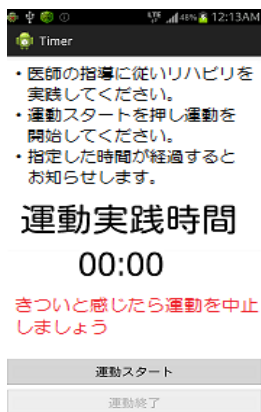 LTE 48% 12:13AM
Timer
・医師の指導に従いリハビリを
実践してください。
・運動スタートを押し運動を
開始してください。
・指定した時間が経過すると
お知らせします。
運動実践時間
00:00
きついと感じたら運動を中止
しましょう
運動スタート
運動終了